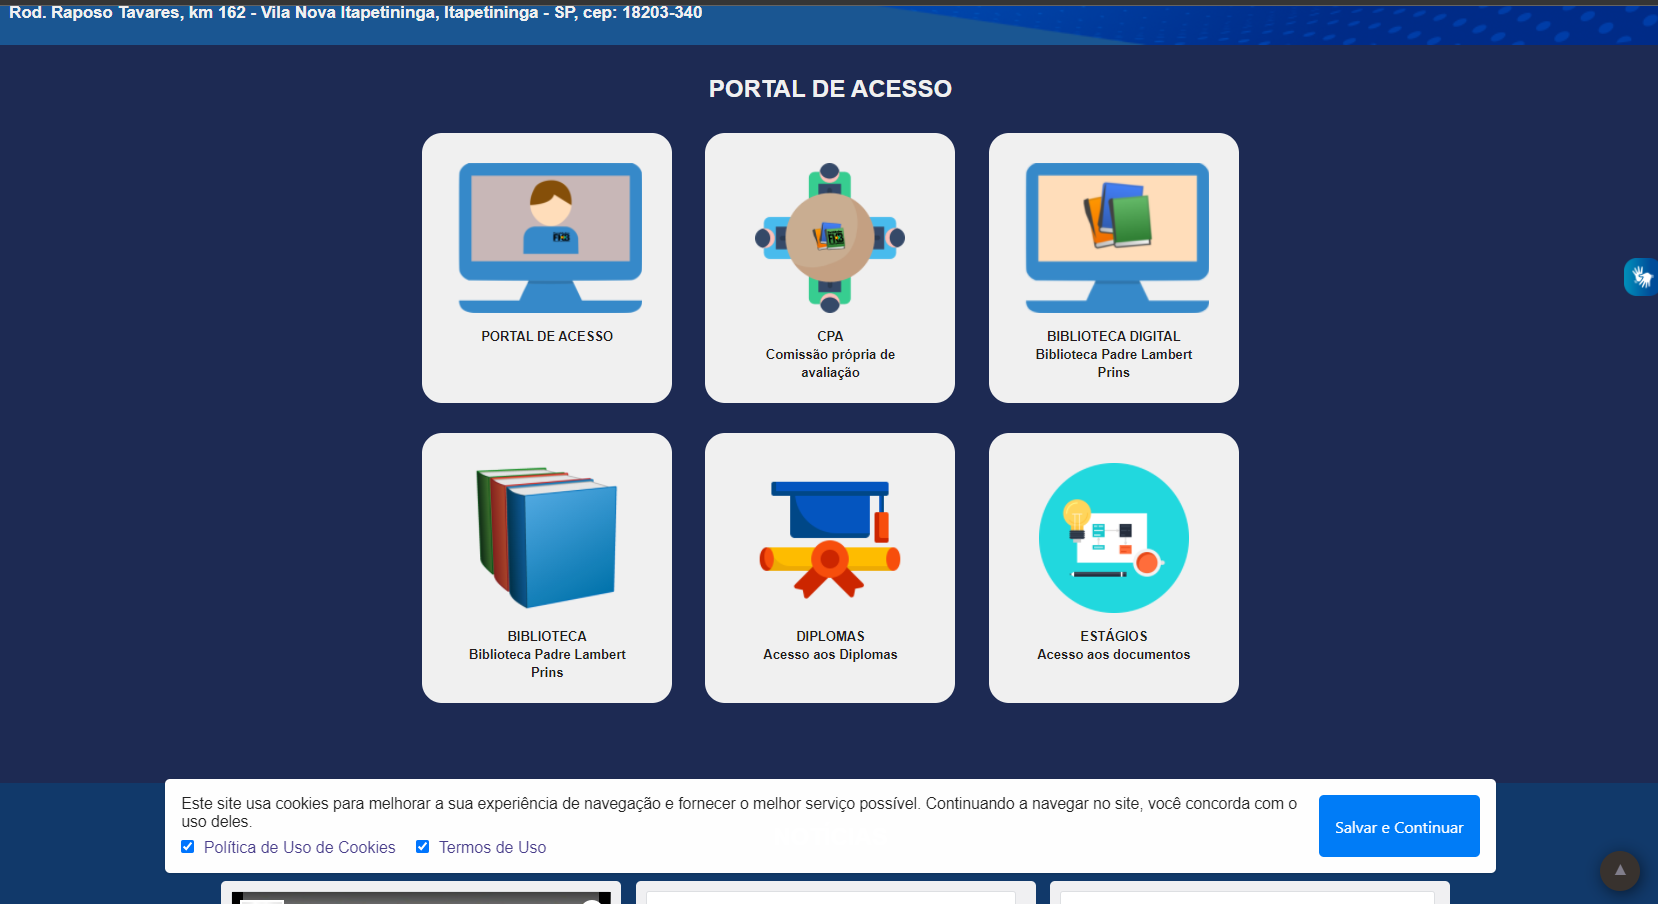 Rod. Raposo Tavares, km 162 - Vila Nova Itapetininga, Itapetininga - SP, cep: 18203-340
PORTAL DE ACESSO
PORTAL DE ACESSO
CPA
Comissão própria de
avaliação
BIBLIOTECA DIGITAL
Biblioteca Padre Lambert
Prins
BIBLIOTECA
Biblioteca Padre Lambert
Prins
DIPLOMAS
Acesso aos Diplomas
ESTÁGIOS
Acesso aos documentos
Este site usa cookies para melhorar a sua experiência de navegação e fornecer o melhor serviço possível. Continuando a navegar no site, você concorda com o
uso deles.
Política de Uso de Cookies
Termos de Uso
Salvar e Continuar